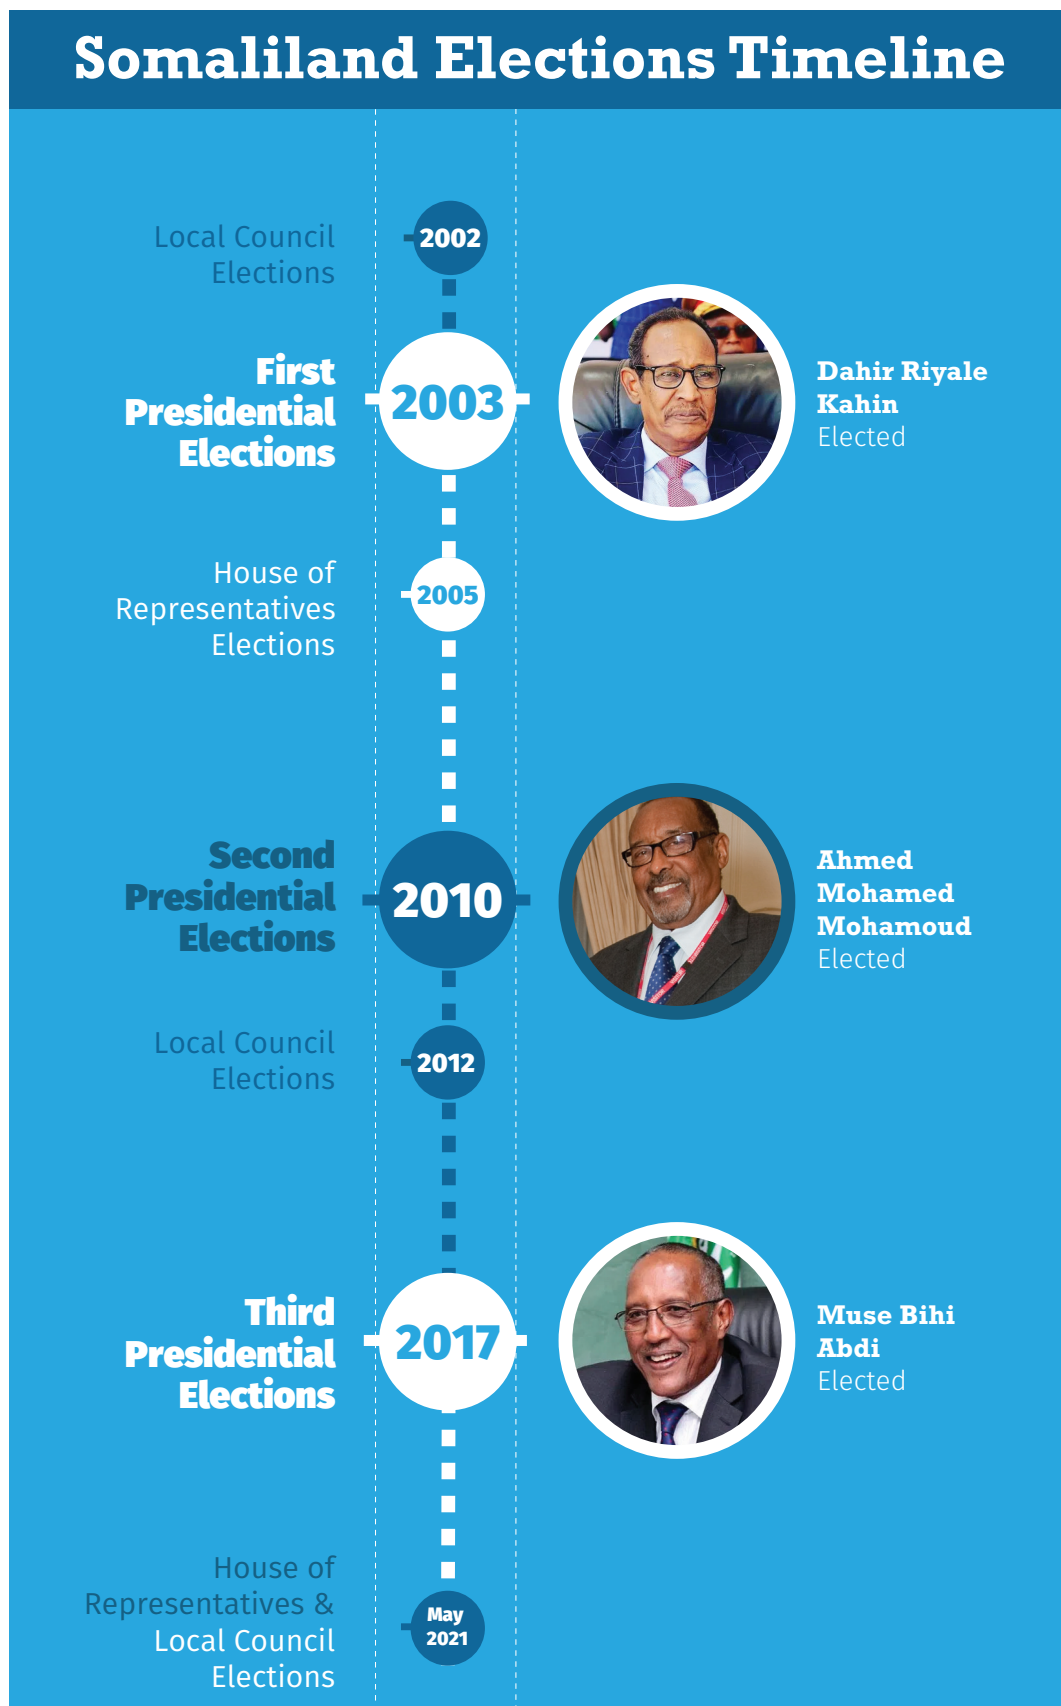 Somaliland Elections Timeline
Local Council
Elections
2002
First
Presidential
Elections
2003
Dahir Riyale
Kahin
Elected
House of
Representatives
Elections
2005
Second
Presidential
Elections
2010
Ahmed
Mohamed
Mohamoud
Elected
Local Council
Elections
2012
Third
Presidential
Elections
2017
Muse Bihi
Abdi
Elected
House of
Representatives &
Local Council
Elections
May
2021